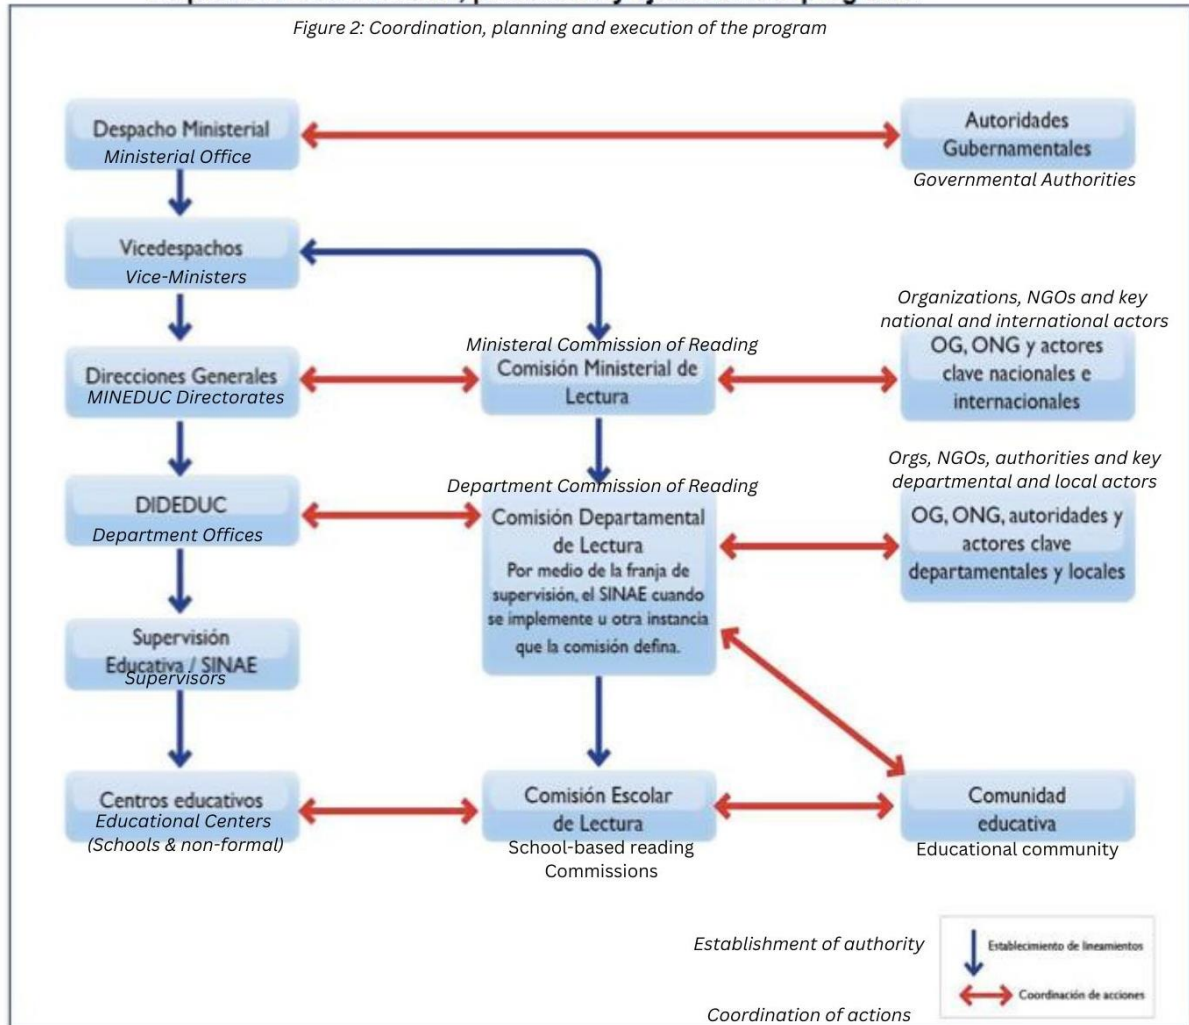 Figure 2: Coordination, planning and execution of the program
Despacho Ministerial
Ministerial Office
Autoridades
Gubernamentales
Governmental Authorities
Vicedespachos
Vice-Ministers
Organizations, NGOs and key
national and international actors
Direcciones Generales
MINEDUC Directorates
Ministeral Commission of Reading
Comisión Ministerial de
Lectura
OG, ONG y actores
clave nacionales e
internacionales
DIDEDUC
Department Offices
Department Commission of Reading
Comisión Departamental
de Lectura
Por medio de la franja de
supervisión, el SINAE cuando
se implemente u otra instancia
que la comisión defina.
Orgs, NGOs, authorities and key
departmental and local actors
OG, ONG, autoridades y
actores clave
departamentales y locales
Supervisión
Educativa / SINAE
Supervisors
Centros educativos
Educational Centers
(Schools & non-formal)
Comisión Escolar
de Lectura
School-based reading
Commissions
Comunidad
educativa
Educational community
Establishment of authority
Establecimiento de lineamientos
Coordination of actions
Coordinación de acciones